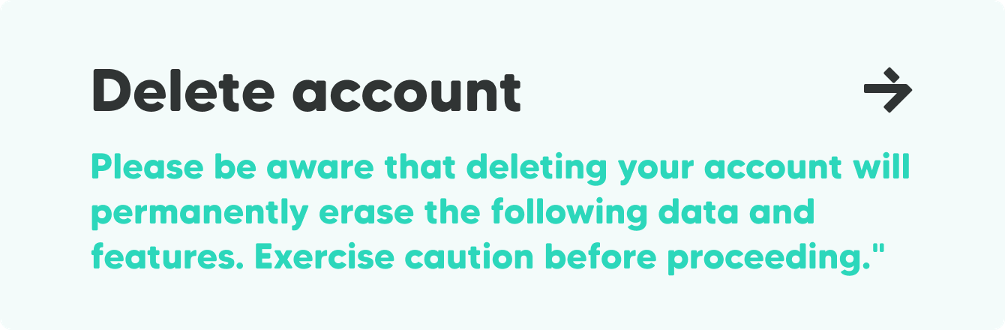 Delete account
Please be aware that deleting your account will
permanently erase the following data and
features. Exercise caution before proceeding."